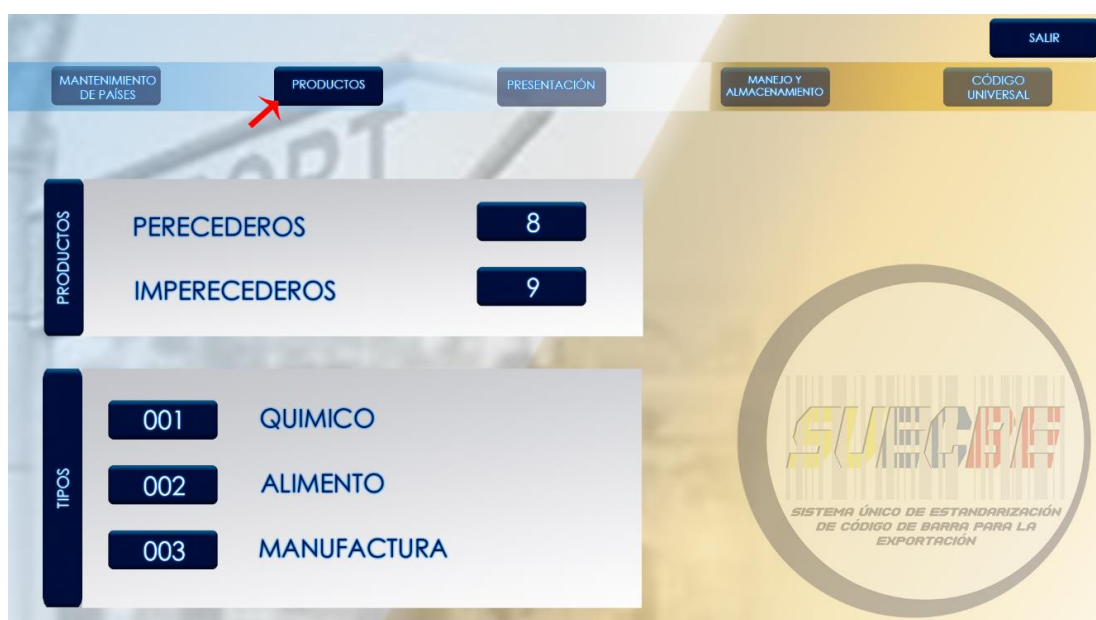 SALIR
MANTENIMIENTO
DE PAÍSES
PRODUCTOS
PRESENTACIÓN
MANEJO Y
ALMACENAMIENTO
CÓDIGO
UNIVERSAL
PORT
PRODUCTOS
PERECEDEROS 8
IMPERECEDEROS 9
TIPOS
001 QUIMICO
002 ALIMENTO
003 MANUFACTURA
SUECBE
SISTEMA ÚNICO DE ESTANDARIZACIÓN
DE CÓDIGO DE BARRA PARA LA
EXPORTACIÓN